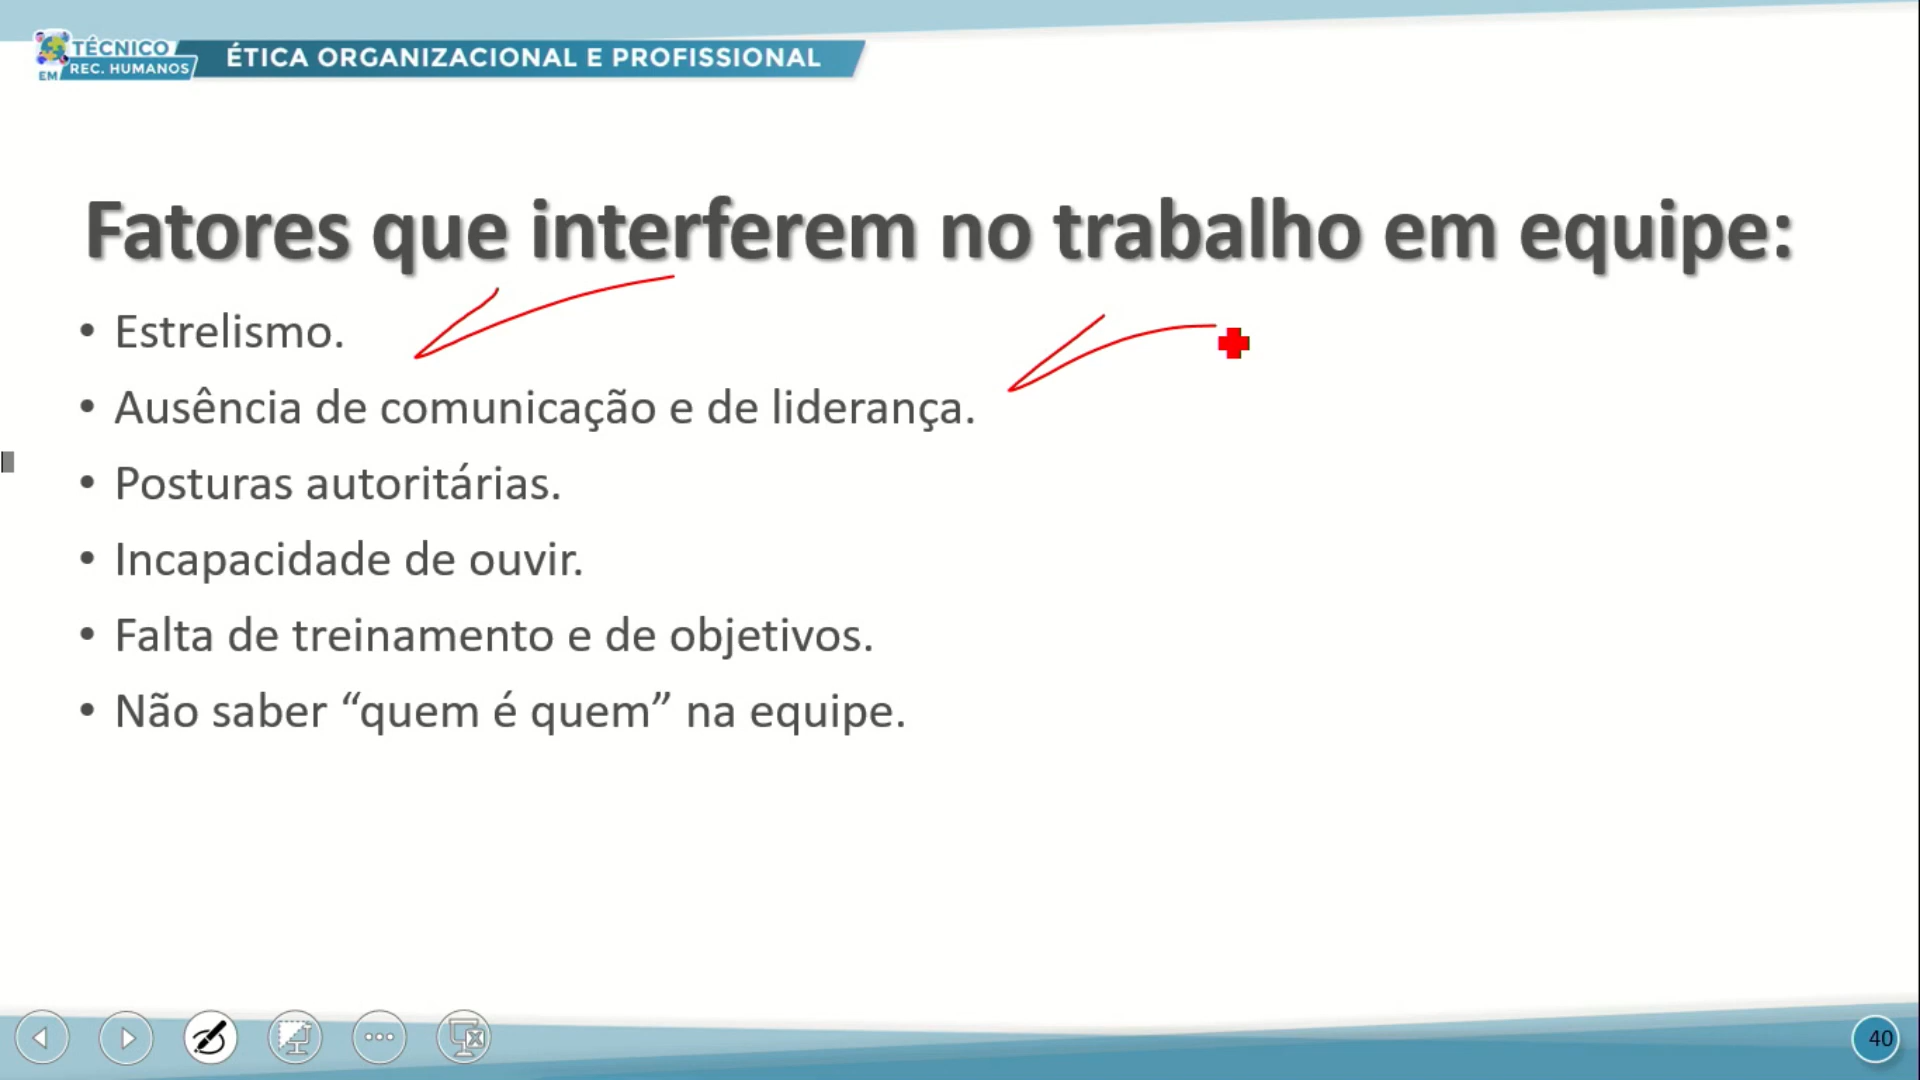 TÉCNICO
EM REC. HUMANOS
ÉTICA ORGANIZACIONAL E PROFISSIONAL
Fatores que interferem no trabalho em equipe:
• Estrelismo.
• Ausência de comunicação e de liderança.
• Posturas autoritárias.
• Incapacidade de ouvir.
• Falta de treinamento e de objetivos.
• Não saber “quem é quem” na equipe.
40